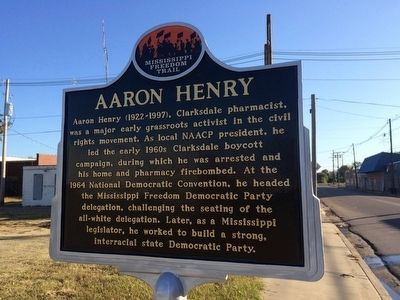 MISSISSIPPI
FREEDOM
TRAIL
AARON HENRY
Aaron Henry (1922-1997), Clarksdale pharmacist,
was a major early grassroots activist in the civil
rights movement. As local NAACP president, he
led the early 1960s Clarksdale boycott
campaign, during which he was arrested and
his home and pharmacy firebombed. At the
1964 National Democratic Convention, he headed
the Mississippi Freedom Democratic Party
delegation, challenging the seating of the
all-white delegation. Later, as a Mississippi
legislator, he worked to build a strong,
interracial state Democratic Party.